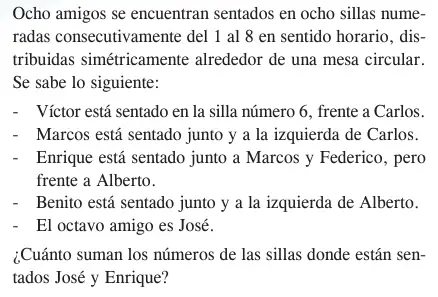 Ocho amigos se encuentran sentados en ocho sillas nume-
radas consecutivamente del 1 al 8 en sentido horario, dis-
tribuidas simétricamente alrededor de una mesa circular.
Se sabe lo siguiente:
- Víctor está sentado en la silla número 6, frente a Carlos.
- Marcos está sentado junto y a la izquierda de Carlos.
- Enrique está sentado junto a Marcos y Federico, pero
frente a Alberto.
- Benito está sentado junto y a la izquierda de Alberto.
- El octavo amigo es José.
¿Cuánto suman los números de las sillas donde están sen-
tados José y Enrique?